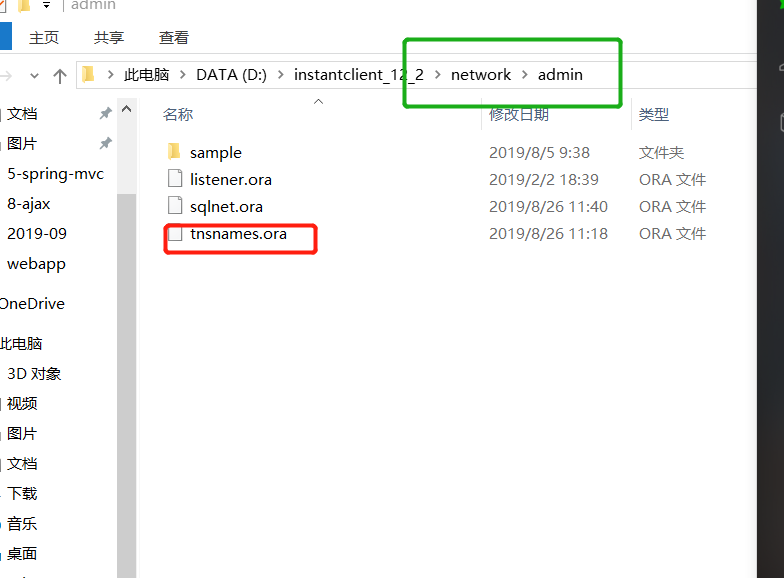 admin
主页 共享 查看
此电脑 DATA (D:) instantclient_12_2 network admin
名称 修改日期 类型
文档
图片
5-spring-mvc
8-ajax
2019-09
webapp
OneDrive
此电脑
3D 对象
视频
图片
文档
下载
音乐
桌面
sample 2019/8/5 9:38 文件夹
listener.ora 2019/2/2 18:39 ORA 文件
sqlnet.ora 2019/8/26 11:40 ORA 文件
tnsnames.ora 2019/8/26 11:18 ORA 文件